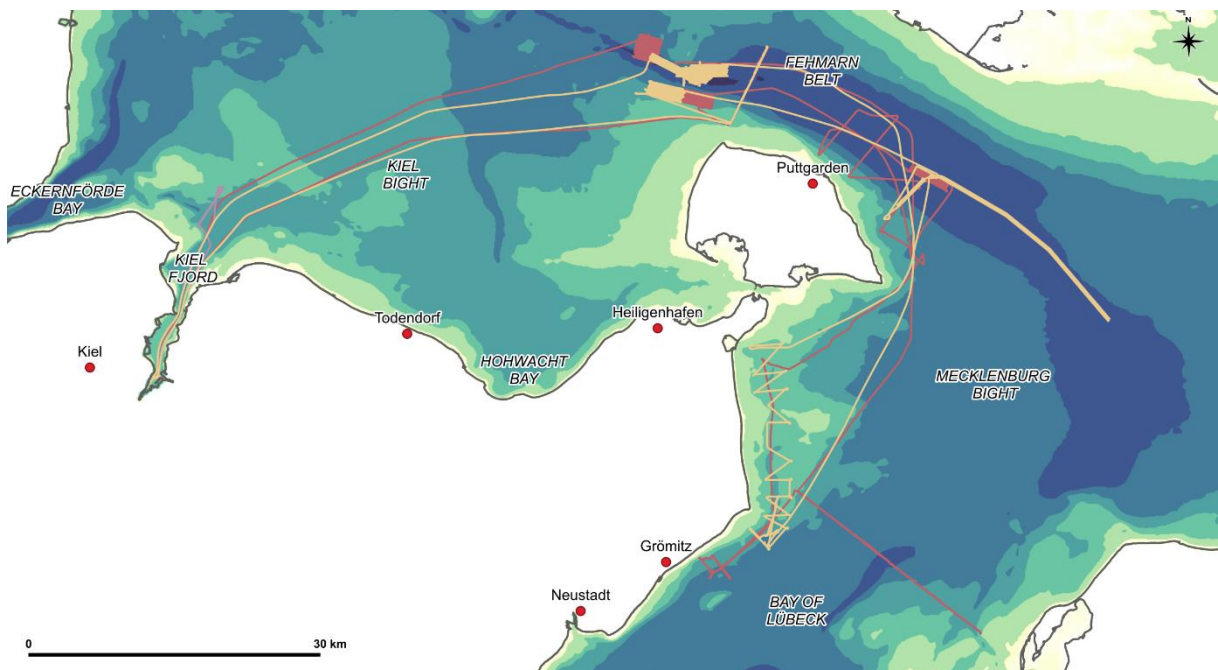 N
FEHMARN
BELT
Puttgarden
KIEL
BIGHT
ECKERNFÖRDE
BAY
KIEL
FJORD
Heiligenhafen
Todendorf
Kiel
HOHWACHT
BAY
MECKLENBURG
BIGHT
Grömitz
Neustadt
BAY OF
LÜBECK
0 30 km